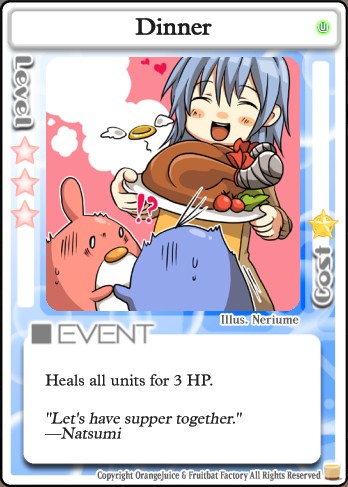 Dinner
U
Level
!?
Cost
Illus. Neriume
EVENT
Heals all units for 3 HP.
"Let's have supper together."
—Natsumi
Copyright Orangejuice & Fruitbat Factory All Rights Reserved